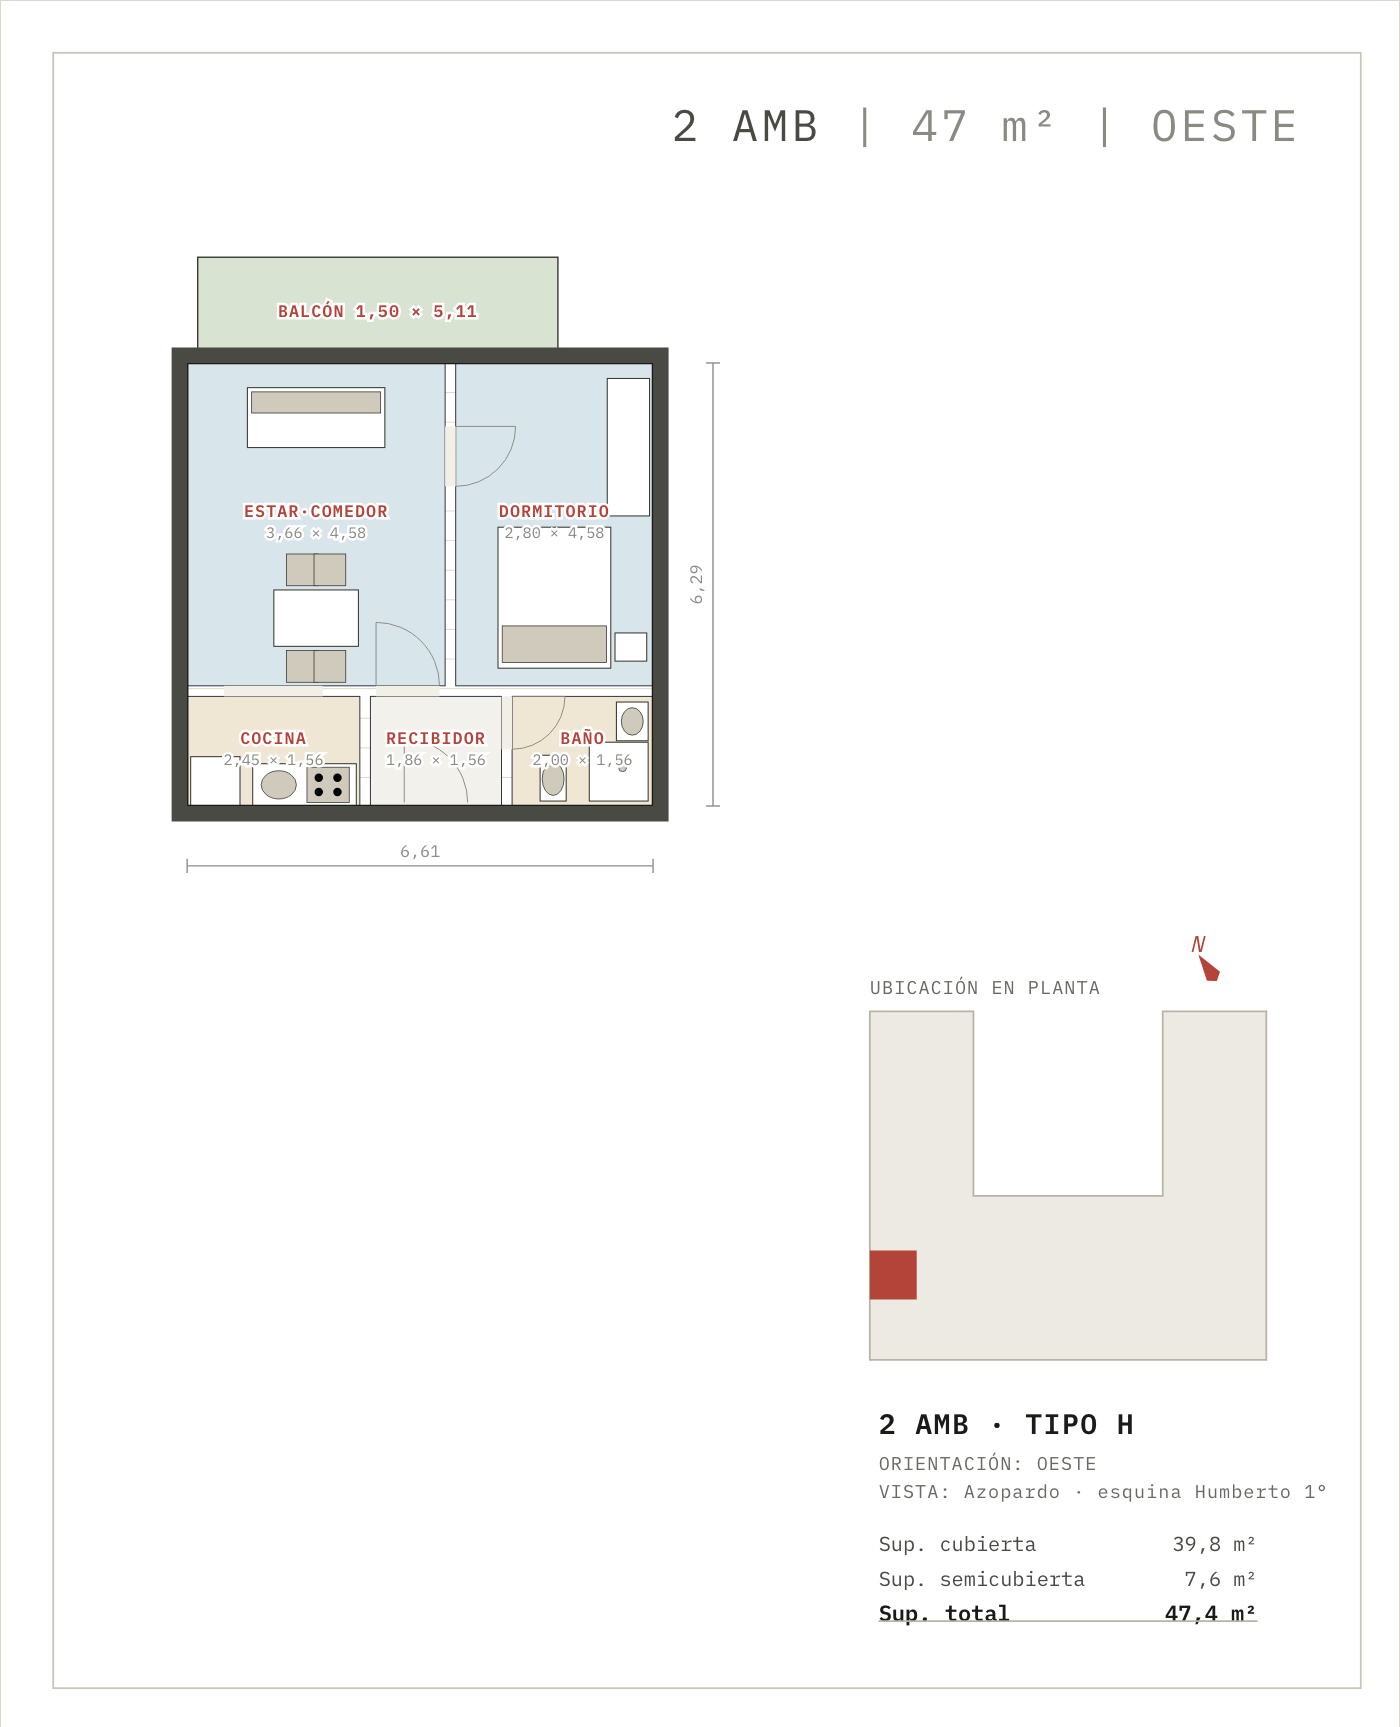 2 AMB | 47 m² | OESTE
BALCÓN 1,50 × 5,11
ESTAR·COMEDOR
3,66 × 4,58
DORMITORIO
2,80 × 4,58
6,29
COCINA
2,45 × 1,56
RECIBIDOR
1,86 × 1,56
BAÑO
2,00 × 1,56
6,61
N
UBICACIÓN EN PLANTA
2 AMB · TIPO H
ORIENTACIÓN: OESTE
VISTA: Azopardo · esquina Humberto 1°
Sup. cubierta 39,8 m²
Sup. semicubierta 7,6 m²
Sup. total 47,4 m²